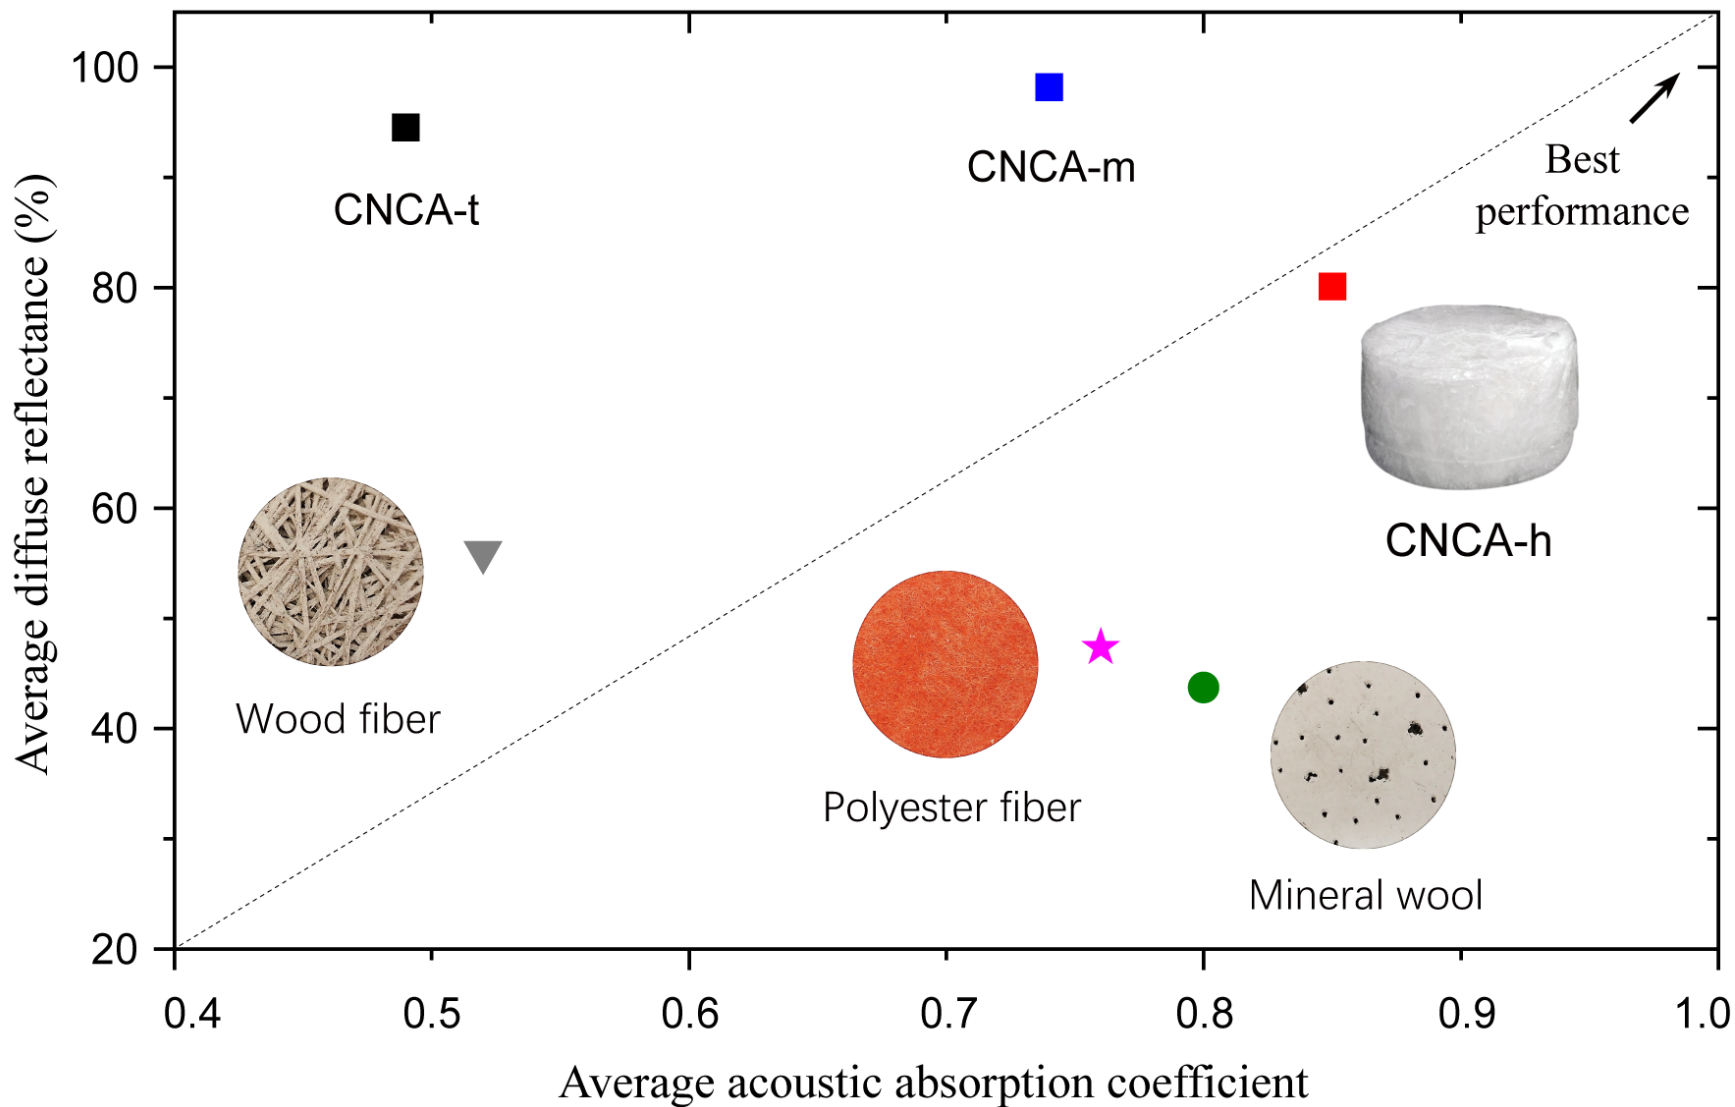 100
80
60
40
20
Average diffuse reflectance (%)
CNCA-t
CNCA-m
Best
performance
CNCA-h
Wood fiber
Polyester fiber
Mineral wool
0.4 0.5 0.6 0.7 0.8 0.9 1.0
Average acoustic absorption coefficient